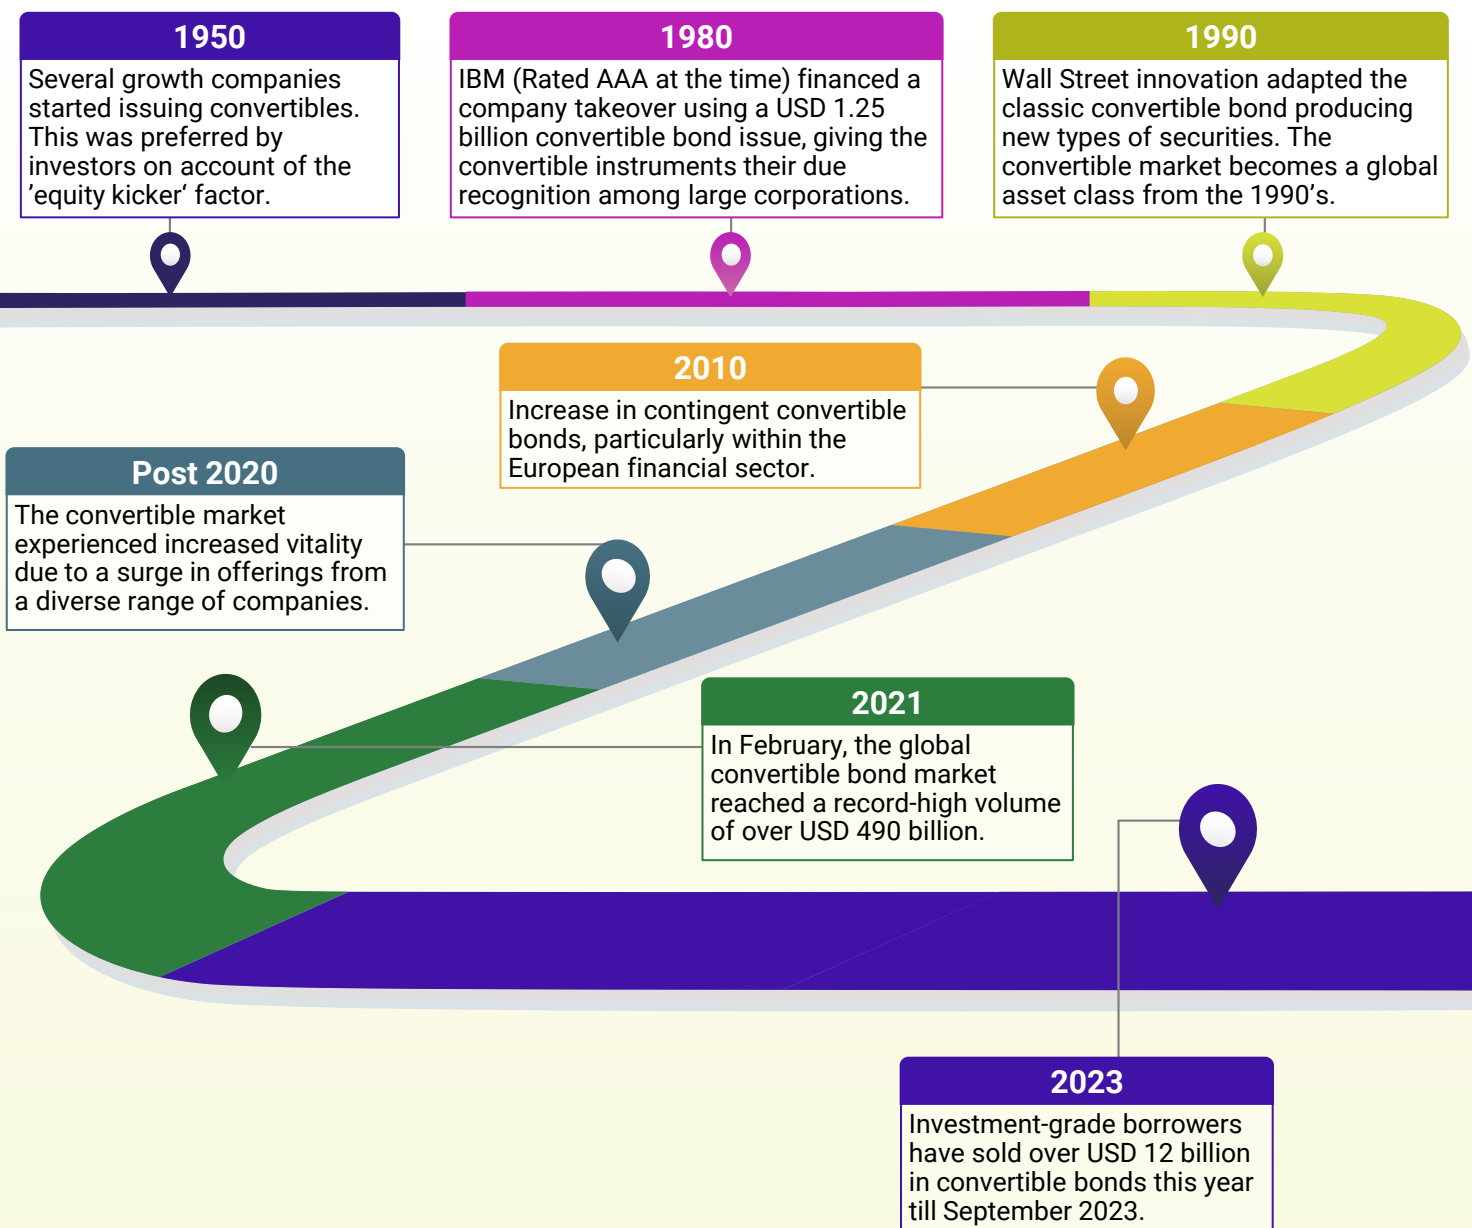 1950
Several growth companies
started issuing convertibles.
This was preferred by
investors on account of the
’equity kicker‘ factor.
1980
IBM (Rated AAA at the time) financed a
company takeover using a USD 1.25
billion convertible bond issue, giving the
convertible instruments their due
recognition among large corporations.
1990
Wall Street innovation adapted the
classic convertible bond producing
new types of securities. The
convertible market becomes a global
asset class from the 1990’s.
2010
Increase in contingent convertible
bonds, particularly within the
European financial sector.
Post 2020
The convertible market
experienced increased vitality
due to a surge in offerings from
a diverse range of companies.
2021
In February, the global
convertible bond market
reached a record-high volume
of over USD 490 billion.
2023
Investment-grade borrowers
have sold over USD 12 billion
in convertible bonds this year
till September 2023.